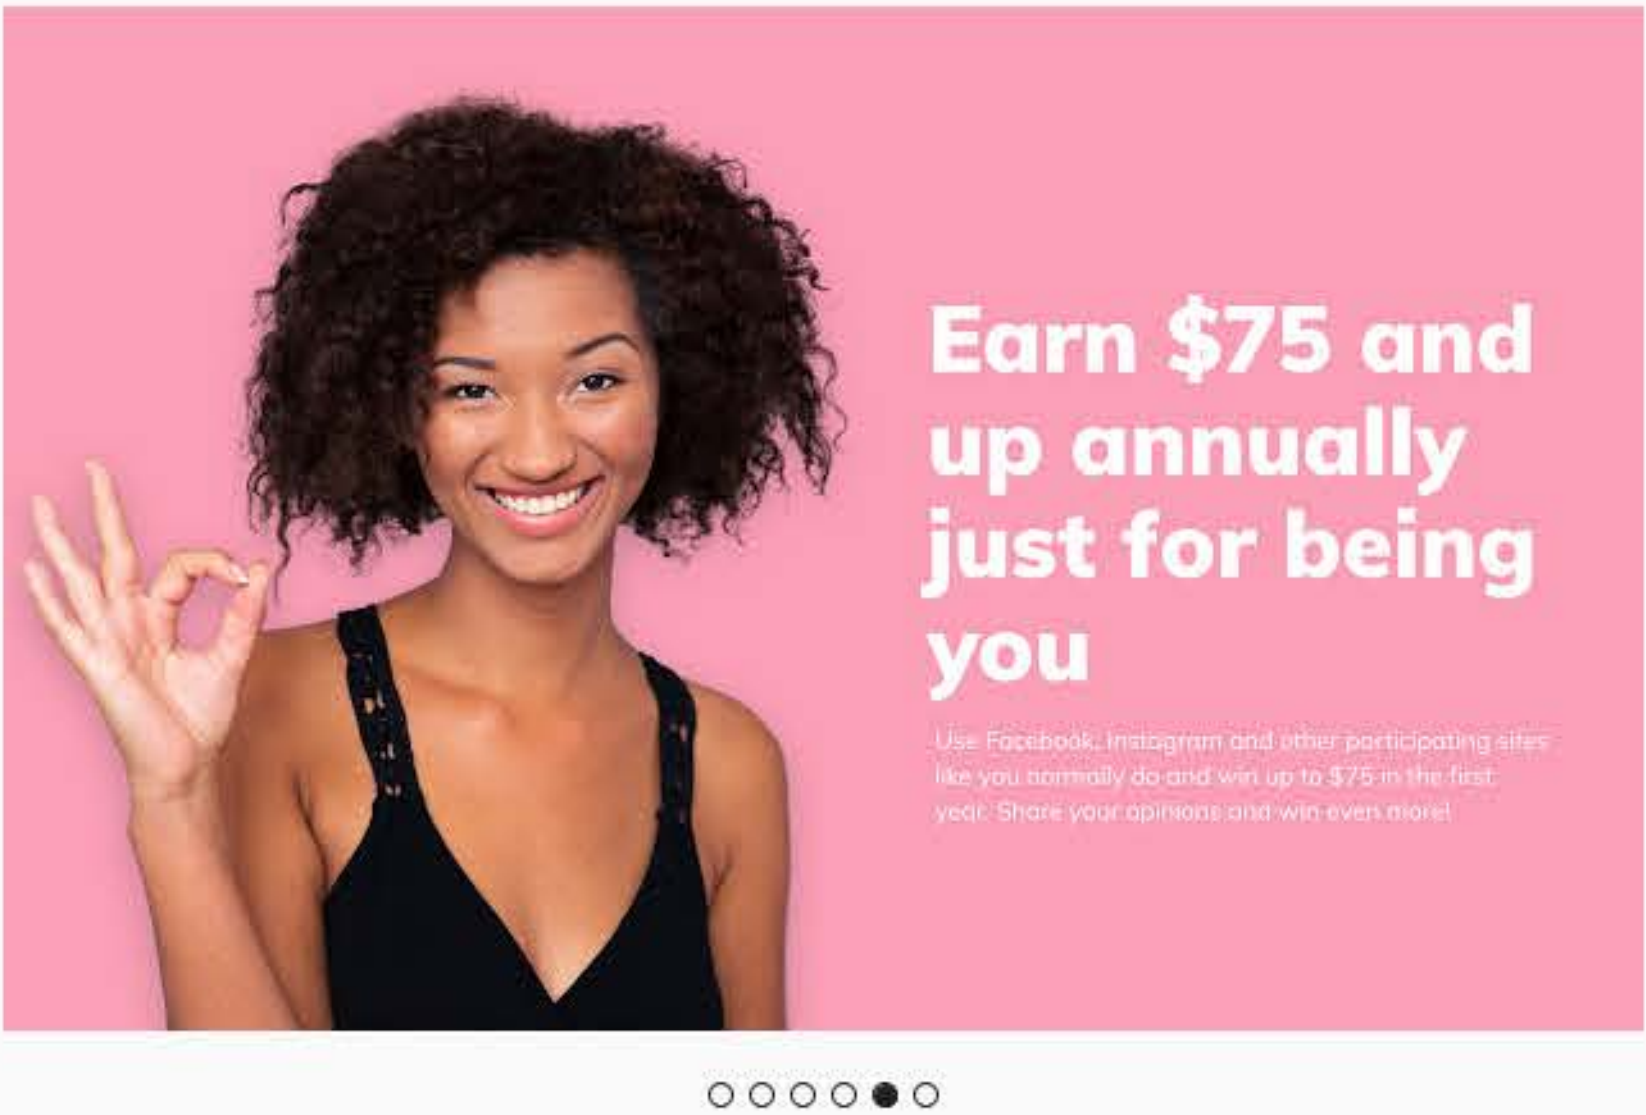 Earn $75 and
up annually
just for being
you
Use Facebook, Instagram and other participating sites
like you normally do and win up to $75 in the first
year. Share your opinions and win even more!